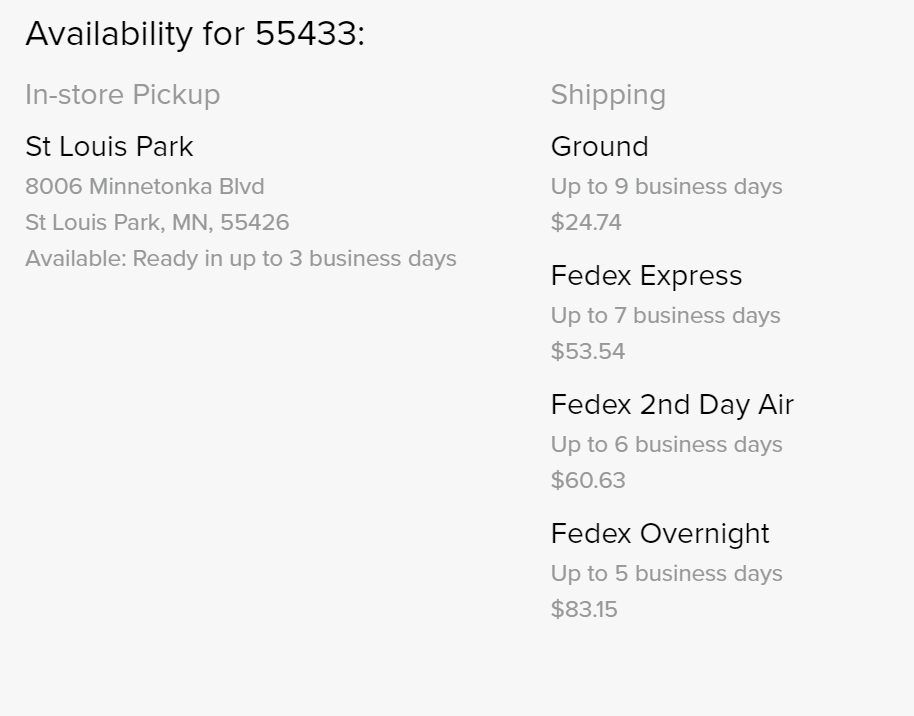 Availability for 55433:
In-store Pickup
St Louis Park
8006 Minnetonka Blvd
St Louis Park, MN, 55426
Available: Ready in up to 3 business days
Shipping
Ground
Up to 9 business days
$24.74
Fedex Express
Up to 7 business days
$53.54
Fedex 2nd Day Air
Up to 6 business days
$60.63
Fedex Overnight
Up to 5 business days
$83.15